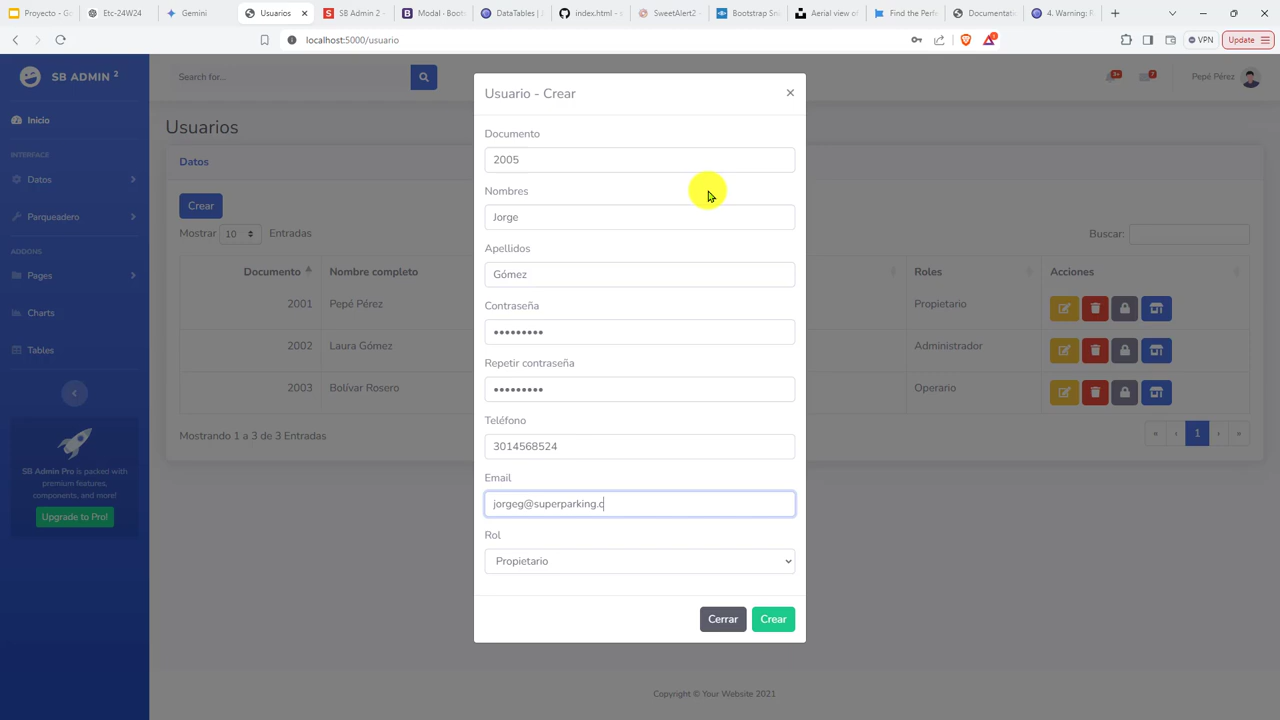 Proyecto - G
Etc-24W24
Gemini
Usuarios
SB Admin 2 -
Modal · Boots
DataTables |
index.html - s
SweetAlert2
Bootstrap Sni
Aerial view of
Find the Perfe
Documentati
4. Warning: R
localhost:5000/usuario
VPN
Update
SB ADMIN 2
Search for...
3+
7
Pepé Pérez
Inicio
INTERFACE
Datos
Parqueadero
ADDONS
Pages
Charts
Tables
SB Admin Pro is packed with
premium features,
components, and more!
Upgrade to Pro!
Usuarios
Datos
Crear
Mostrar 10 Entradas
Buscar:
Documento Nombre completo Roles Acciones
2001 Pepé Pérez Propietario
2002 Laura Gómez Administrador
2003 Bolívar Rosero Operario
Mostrando 1 a 3 de 3 Entradas
« ‹ 1 › »
Usuario - Crear
×
Documento
2005
Nombres
Jorge
Apellidos
Gómez
Contraseña
•••••••••
Repetir contraseña
•••••••••
Teléfono
3014568524
Email
jorgeg@superparking.c
Rol
Propietario
Cerrar
Crear
Copyright © Your Website 2021